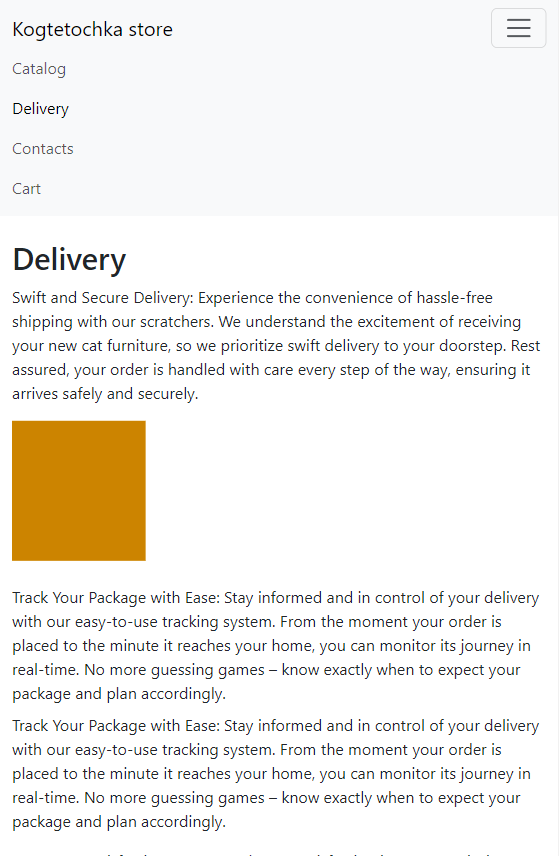 Kogtetochka store
Catalog
Delivery
Contacts
Cart
Delivery
Swift and Secure Delivery: Experience the convenience of hassle-free
shipping with our scratchers. We understand the excitement of receiving
your new cat furniture, so we prioritize swift delivery to your doorstep. Rest
assured, your order is handled with care every step of the way, ensuring it
arrives safely and securely.
Track Your Package with Ease: Stay informed and in control of your delivery
with our easy-to-use tracking system. From the moment your order is
placed to the minute it reaches your home, you can monitor its journey in
real-time. No more guessing games – know exactly when to expect your
package and plan accordingly.
Track Your Package with Ease: Stay informed and in control of your delivery
with our easy-to-use tracking system. From the moment your order is
placed to the minute it reaches your home, you can monitor its journey in
real-time. No more guessing games – know exactly when to expect your
package and plan accordingly.